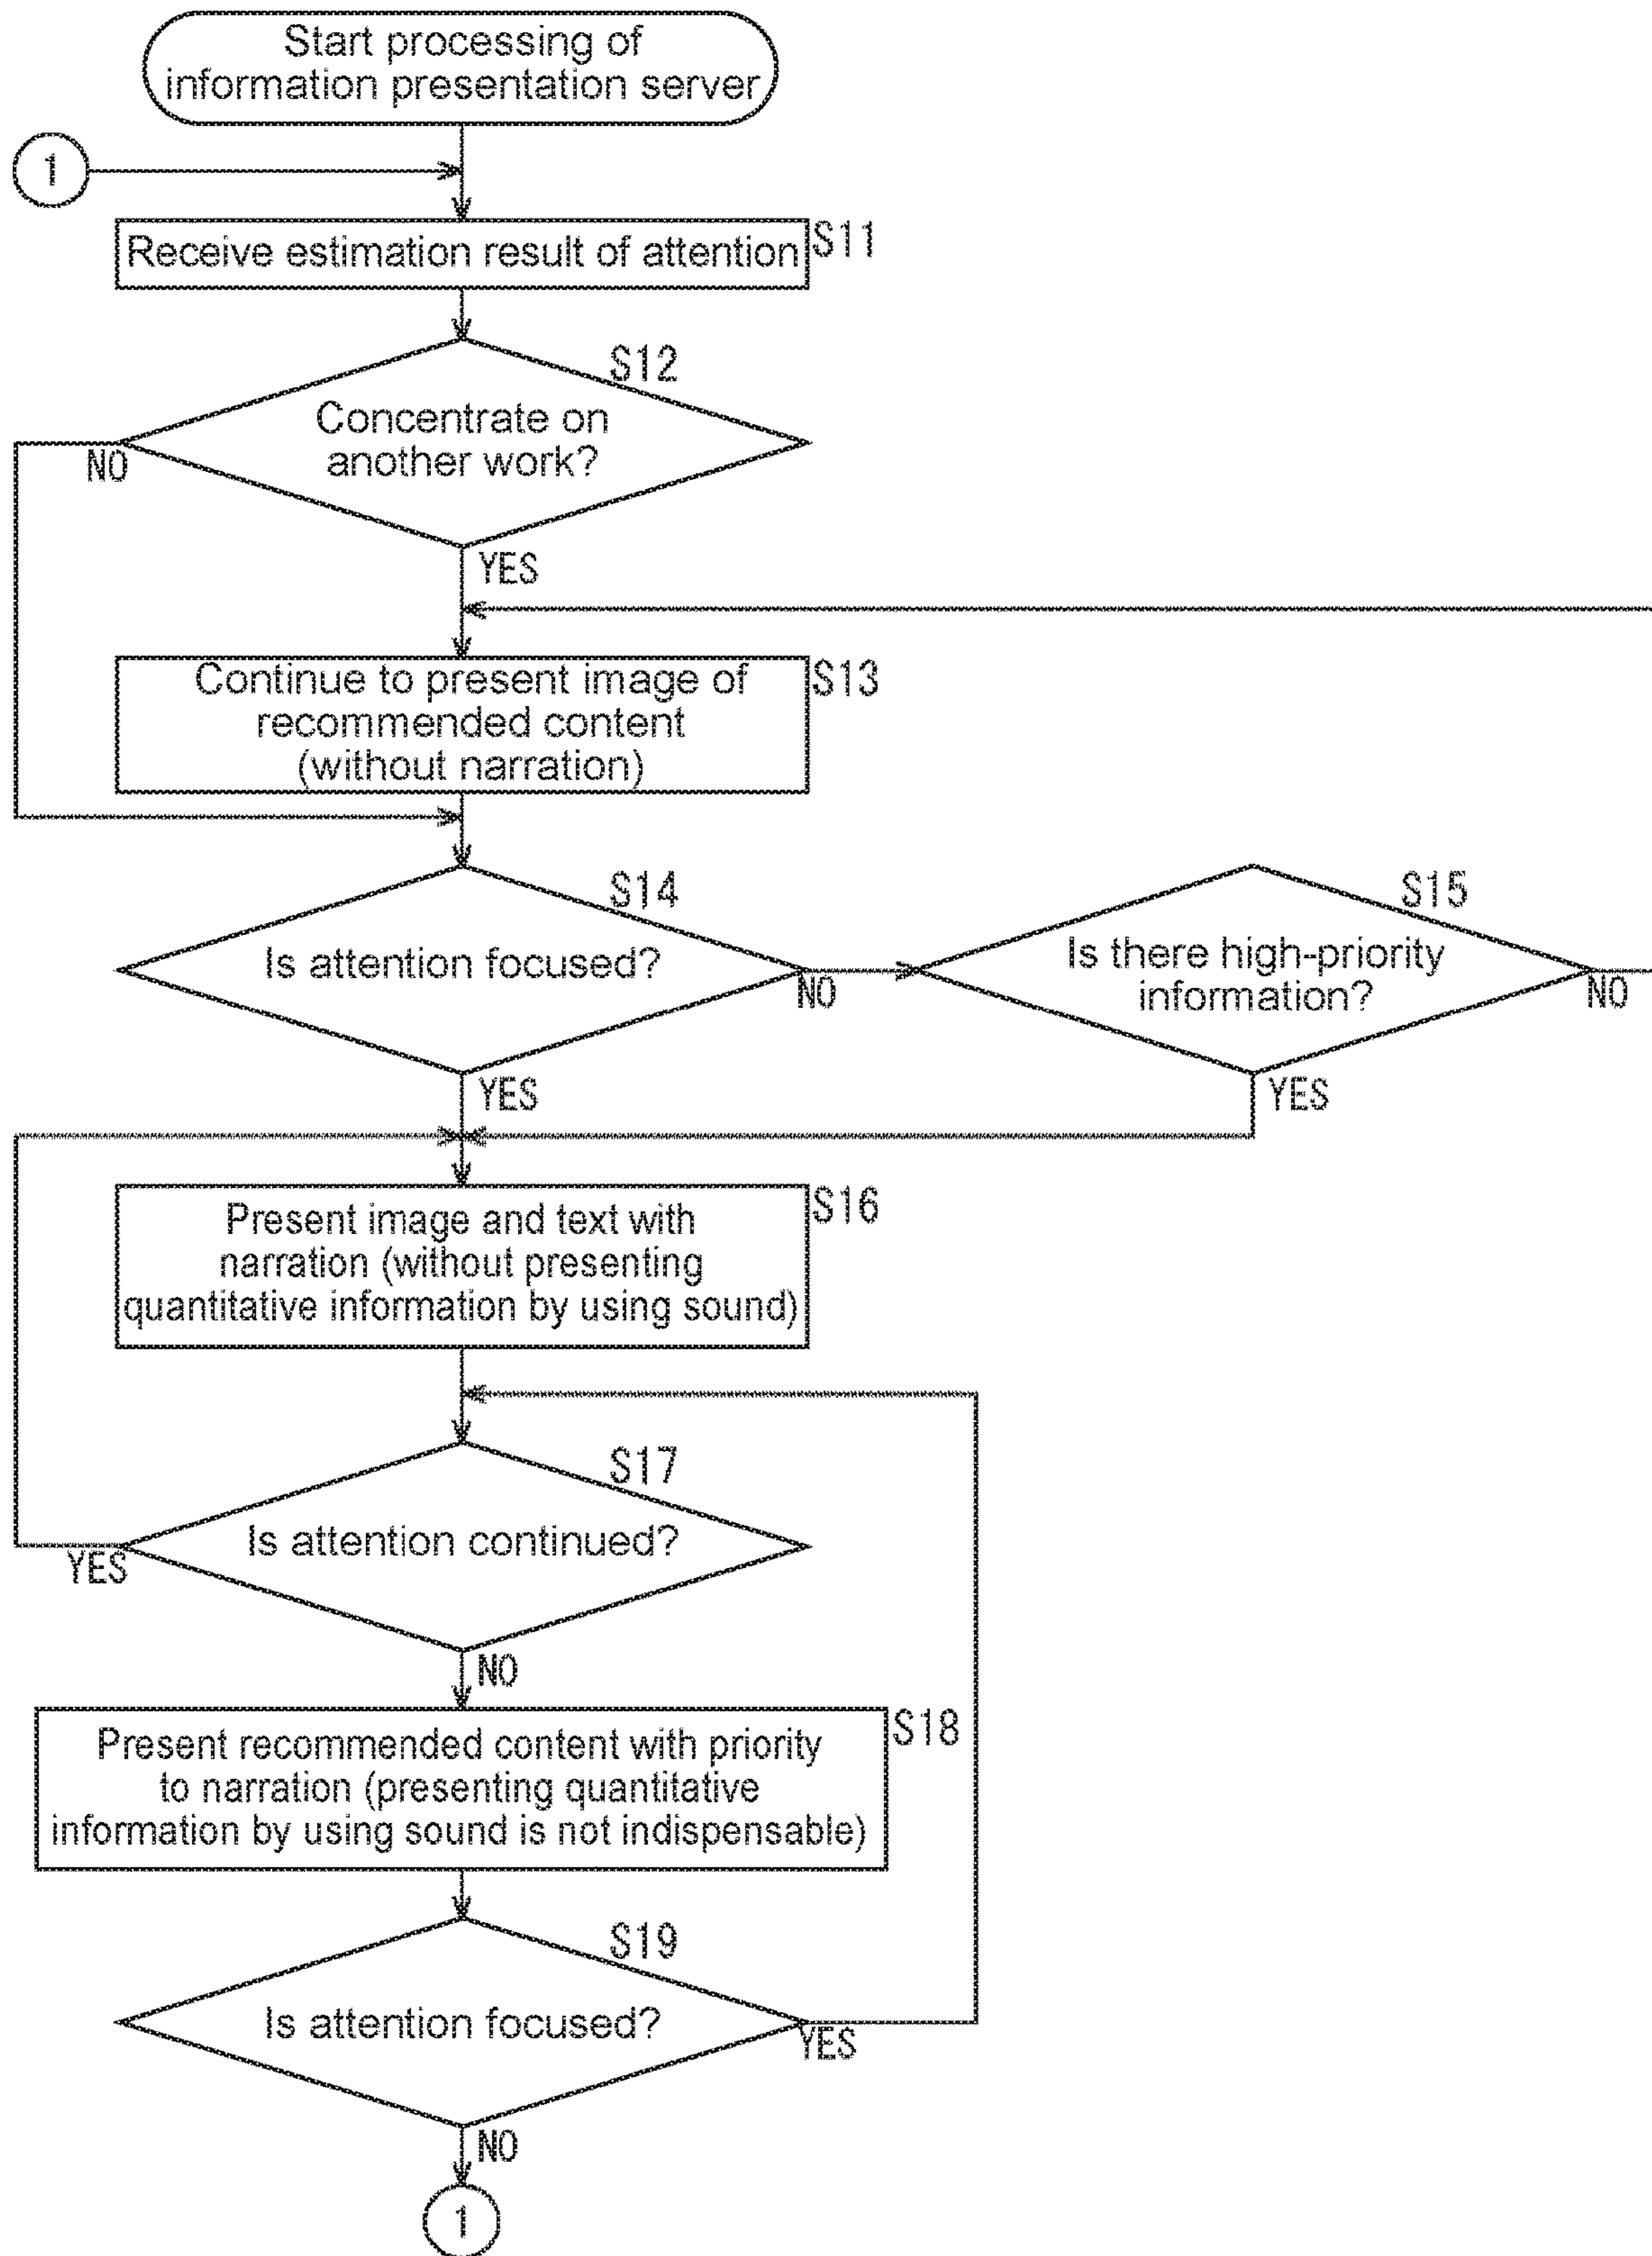 Start processing of
information presentation server
1
Receive estimation result of attention
S11
S12
Concentrate on
another work?
NO
YES
Continue to present image of
recommended content
(without narration)
S13
S14
Is attention focused?
NO
YES
S15
Is there high-priority
information?
NO
YES
Present image and text with
narration (without presenting
quantitative information by using sound)
S16
S17
Is attention continued?
YES
NO
Present recommended content with priority
to narration (presenting quantitative
information by using sound is not indispensable)
S18
S19
Is attention focused?
YES
NO
1